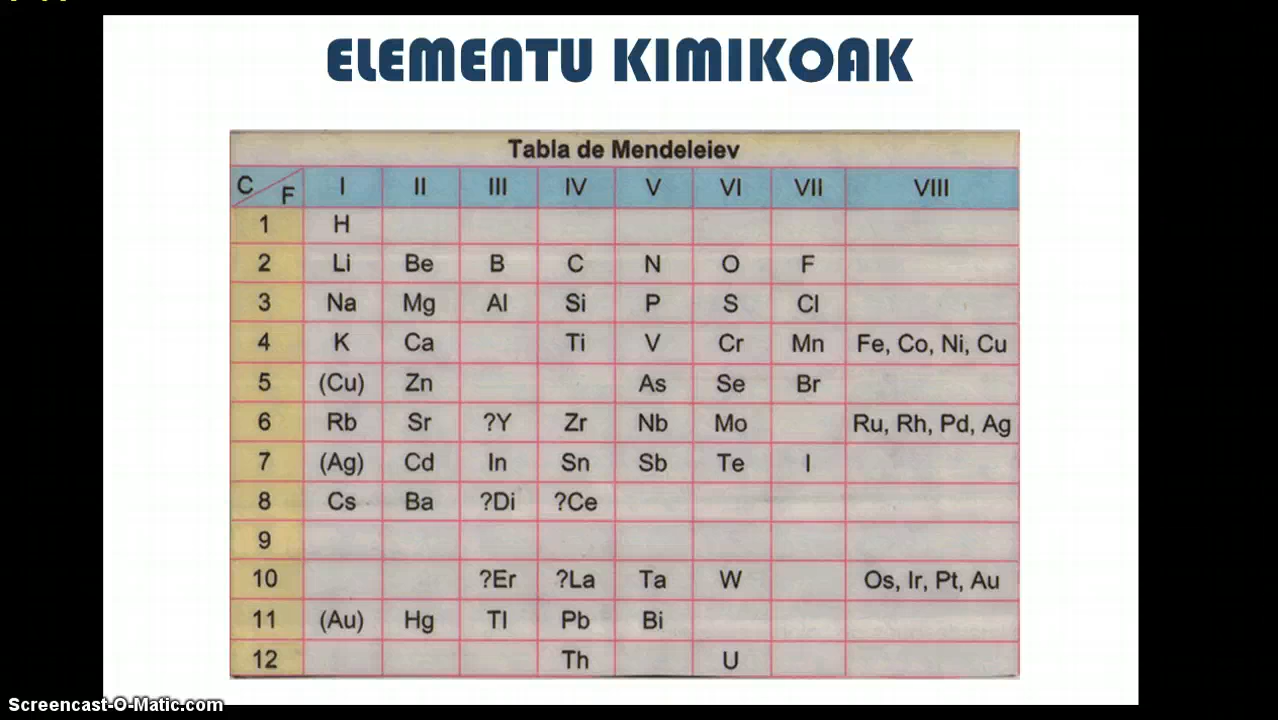 ELEMENTU KIMIKOAK
Tabla de Mendeleiev
C F I II III IV V VI VII VIII
1 H
2 Li Be B C N O F
3 Na Mg Al Si P S Cl
4 K Ca Ti V Cr Mn Fe, Co, Ni, Cu
5 (Cu) Zn As Se Br
6 Rb Sr ?Y Zr Nb Mo Ru, Rh, Pd, Ag
7 (Ag) Cd In Sn Sb Te I
8 Cs Ba ?Di ?Ce
9
10 ?Er ?La Ta W Os, Ir, Pt, Au
11 (Au) Hg Tl Pb Bi
12 Th U
Screencast-O-Matic.com